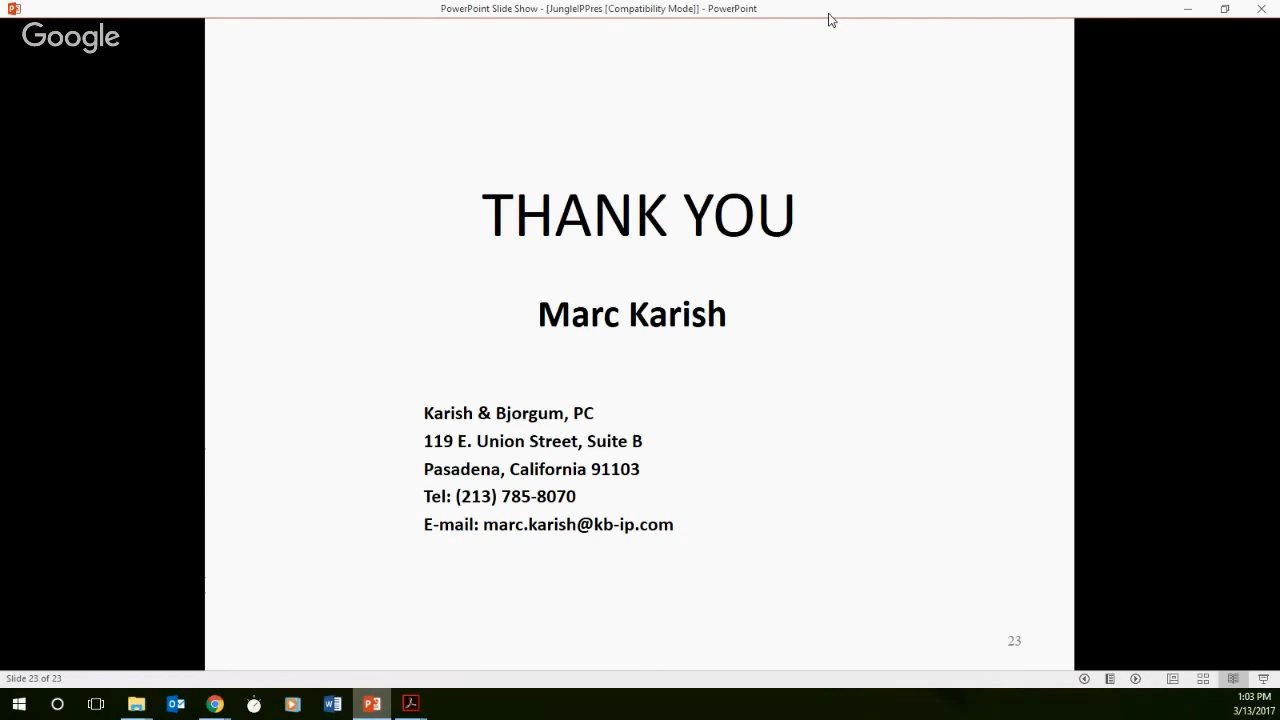 PowerPoint Slide Show - [JungleIPPres [Compatibility Mode]] - PowerPoint
Google
THANK YOU
Marc Karish
Karish & Bjorgum, PC
119 E. Union Street, Suite B
Pasadena, California 91103
Tel: (213) 785-8070
E-mail: marc.karish@kb-ip.com
23
Slide 23 of 23
1:03 PM
3/13/2017